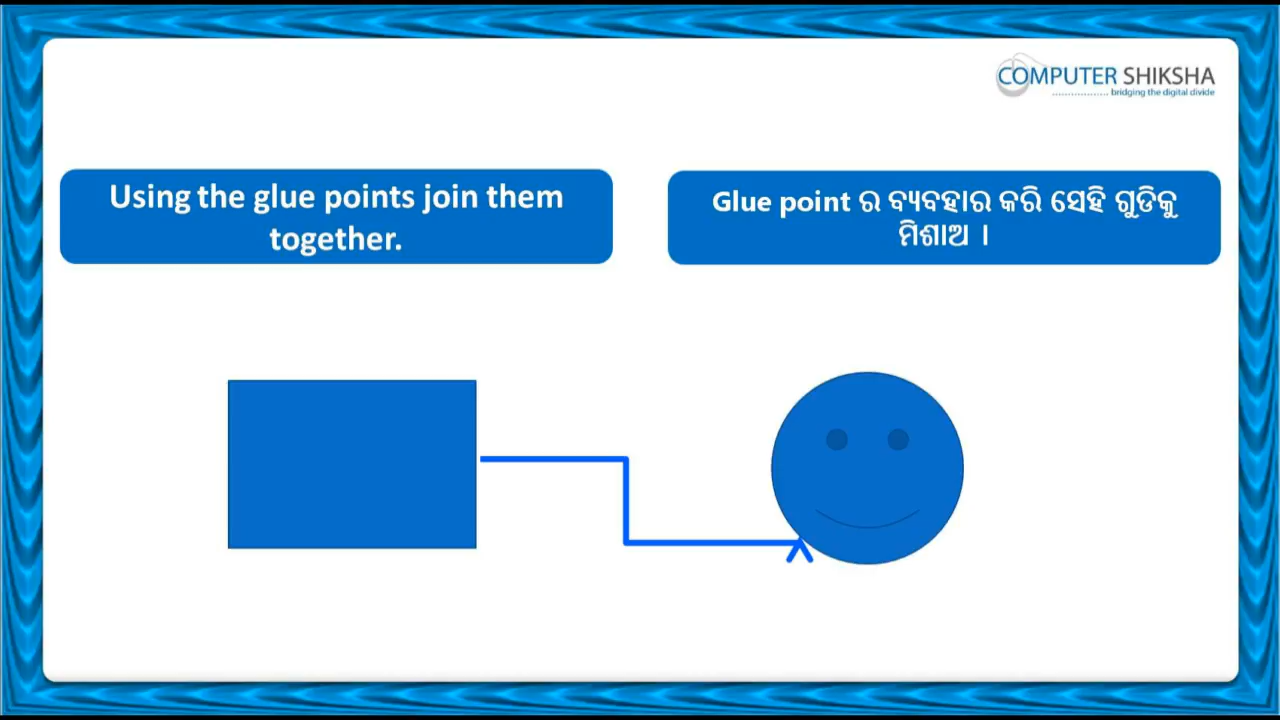 COMPUTER SHIKSHA
bridging the digital divide
Using the glue points join them
together.
Glue point ର ବ୍ୟବହାର କରି ସେହି ଗୁଡିକୁ
ମିଶାଅ ।